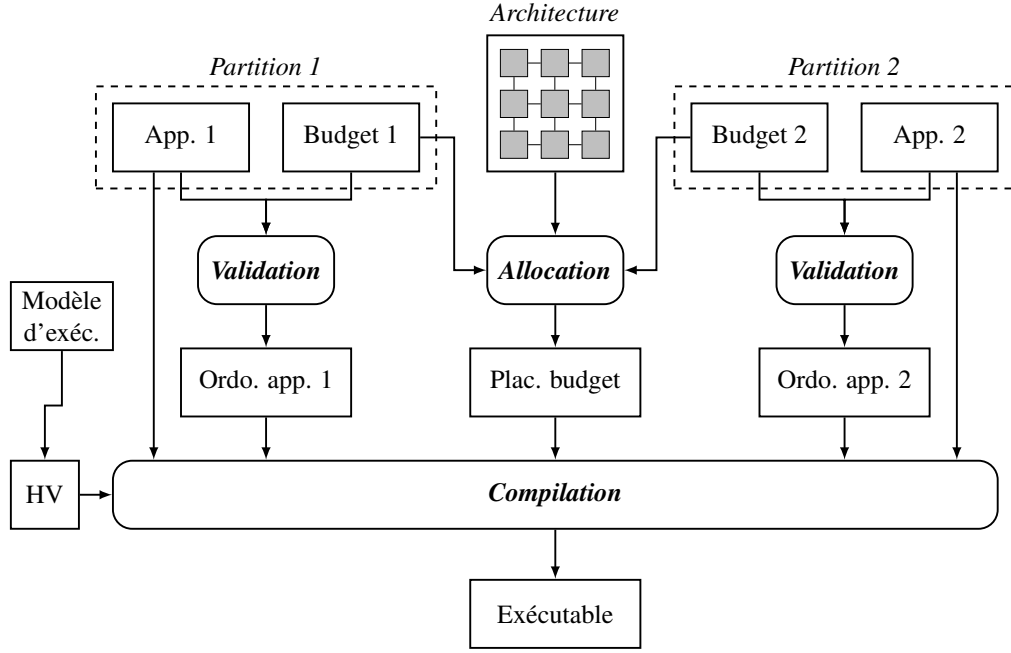 Architecture
Partition 1
Partition 2
App. 1
Budget 1
Budget 2
App. 2
Validation
Allocation
Validation
Modèle
d'exéc.
Ordo. app. 1
Plac. budget
Ordo. app. 2
HV
Compilation
Exécutable